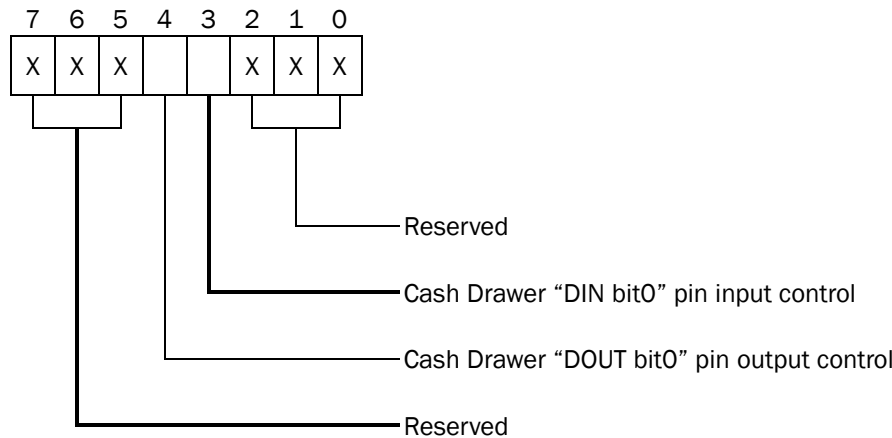 7 6 5 4 3 2 1 0
X X X X X X
Reserved
Cash Drawer “DIN bit0” pin input control
Cash Drawer “DOUT bit0” pin output control
Reserved